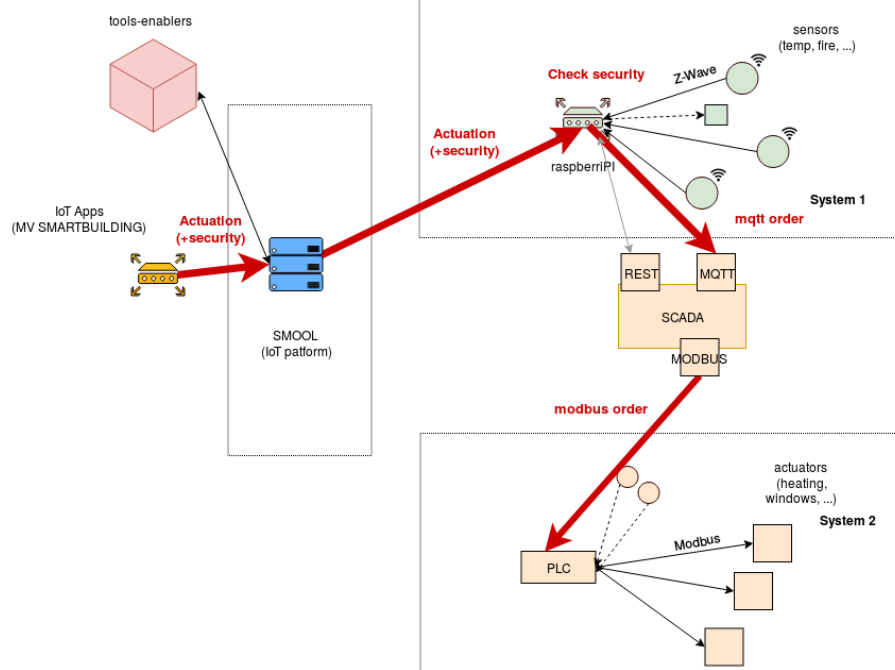 tools-enablers
sensors
(temp, fire, ...)
Check security
Z-Wave
Actuation
(+security)
raspberriPI
System 1
IoT Apps
(MV SMARTBUILDING)
Actuation
(+security)
mqtt order
REST
MQTT
SCADA
SMOOL
(IoT patform)
MODBUS
modbus order
actuators
(heating,
windows, ...)
System 2
Modbus
PLC